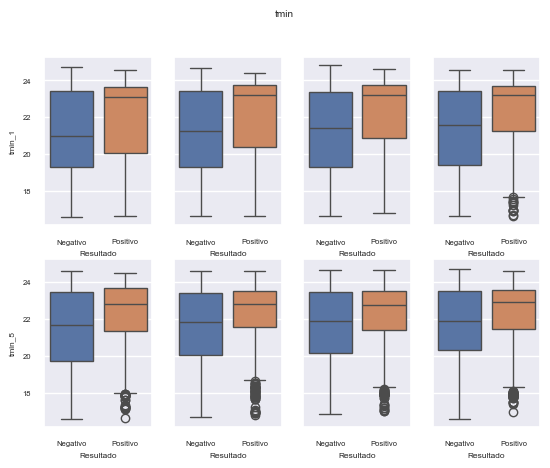 tmin
24
22
20
18
tmin_1
Negativo Positivo
Resultado
Negativo Positivo
Resultado
Negativo Positivo
Resultado
Negativo Positivo
Resultado
24
22
20
18
tmin_5
Negativo Positivo
Resultado
Negativo Positivo
Resultado
Negativo Positivo
Resultado
Negativo Positivo
Resultado